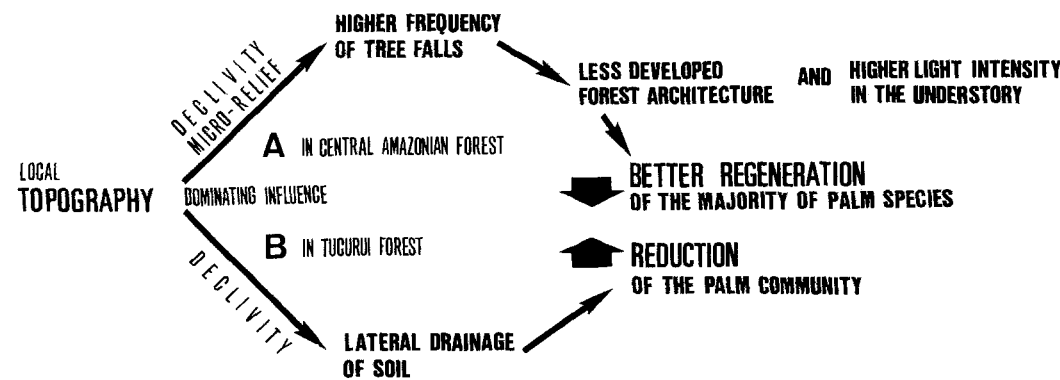 HIGHER FREQUENCY
OF TREE FALLS
DECLIVITY
MICRO-RELIEF
LESS DEVELOPED
FOREST ARCHITECTURE
AND
HIGHER LIGHT INTENSITY
IN THE UNDERSTORY
A IN CENTRAL AMAZONIAN FOREST
LOCAL
TOPOGRAPHY
DOMINATING INFLUENCE
BETTER REGENERATION
OF THE MAJORITY OF PALM SPECIES
B IN TUCURUI FOREST
REDUCTION
OF THE PALM COMMUNITY
DECLIVITY
LATERAL DRAINAGE
OF SOIL